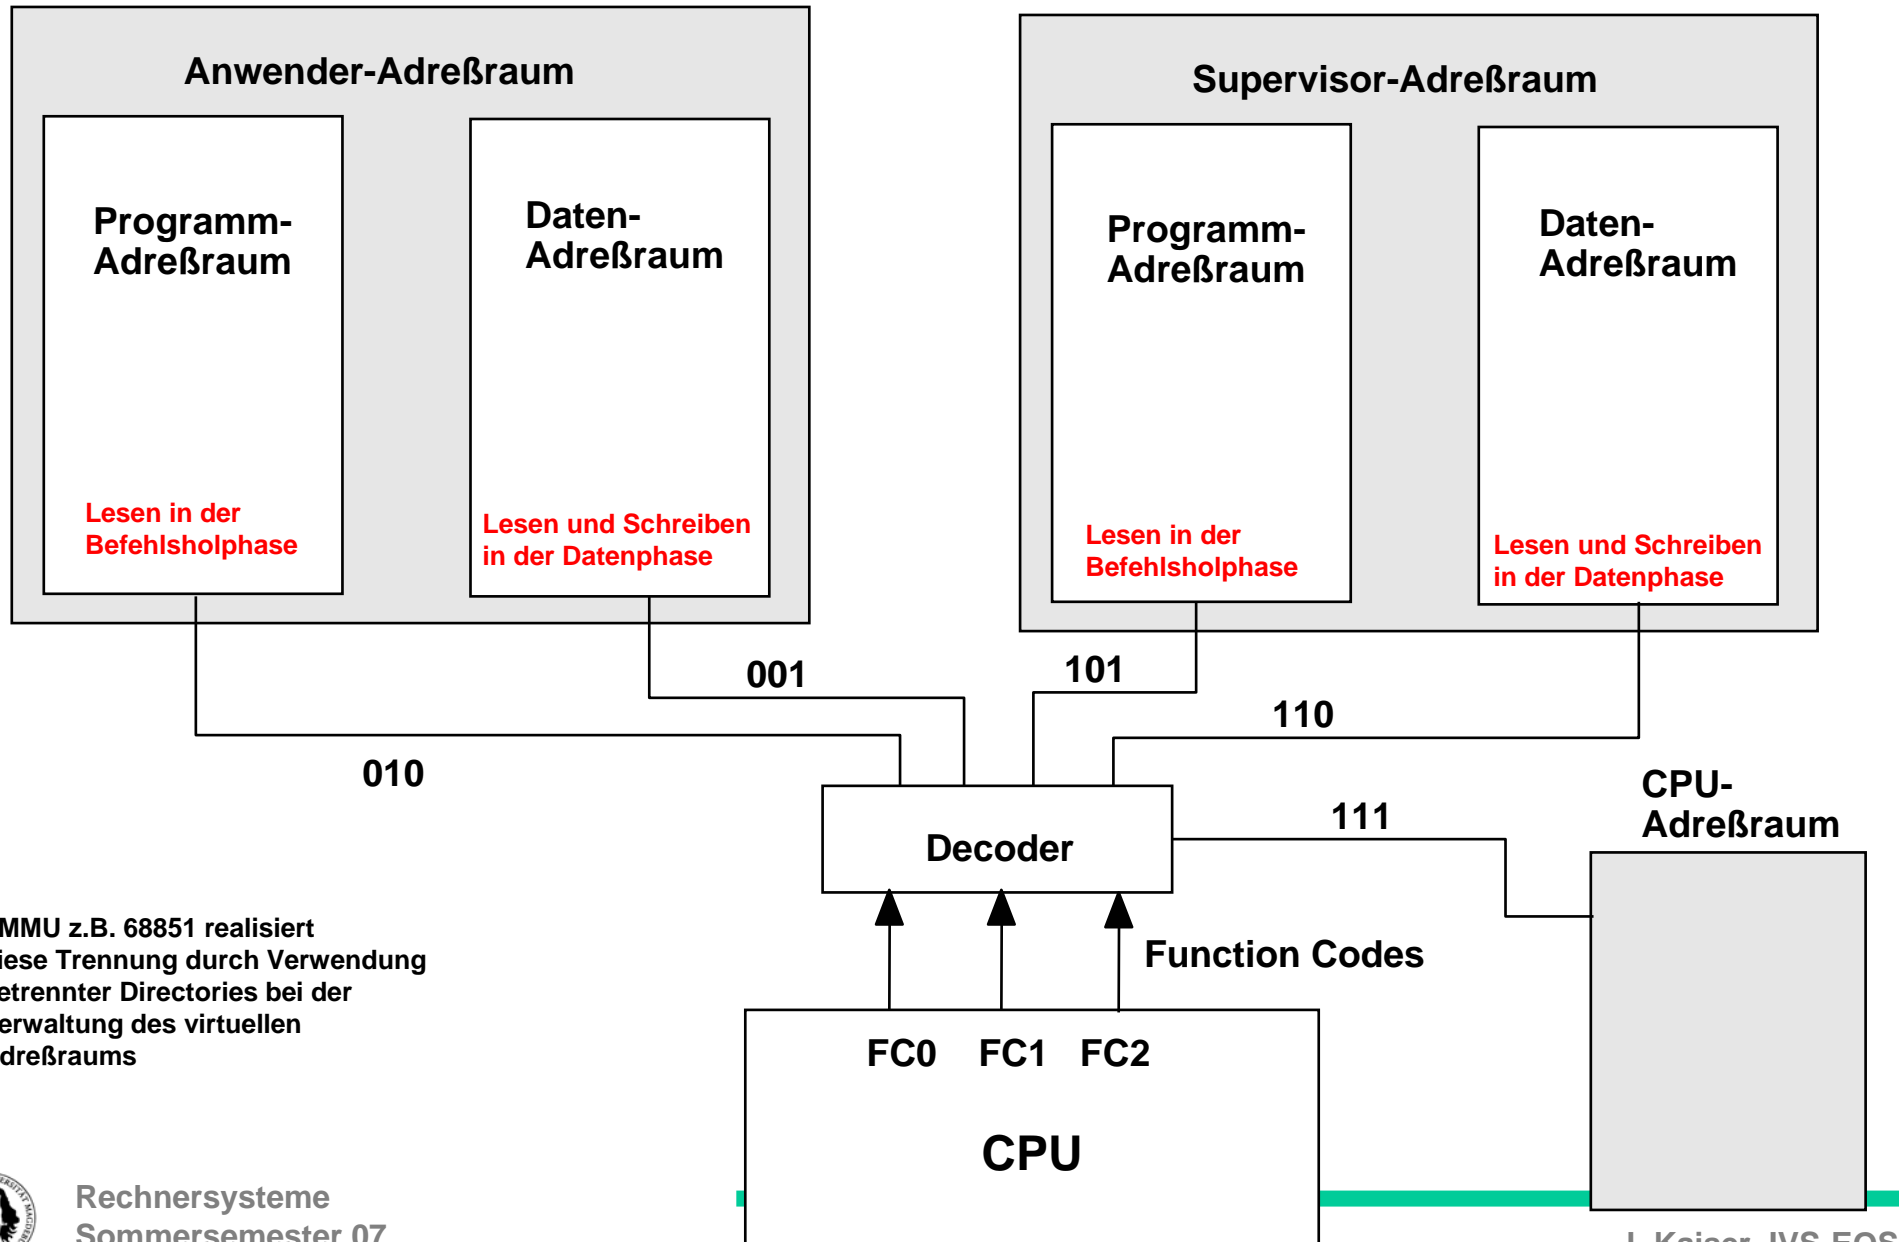 Anwender-Adreßraum
Supervisor-Adreßraum
Programm-
Adreßraum
Daten-
Adreßraum
Programm-
Adreßraum
Daten-
Adreßraum
Lesen in der
Befehlsholphase
Lesen und Schreiben
in der Datenphase
Lesen in der
Befehlsholphase
Lesen und Schreiben
in der Datenphase
001
101
110
010
111
CPU-
Adreßraum
Decoder
MMU z.B. 68851 realisiert
iese Trennung durch Verwendung
etrennter Directories bei der
erwaltung des virtuellen
dreßraums
Function Codes
FC0 FC1 FC2
CPU
Rechnersysteme
Sommersemester 07
J. Kaiser, IVS-EOS